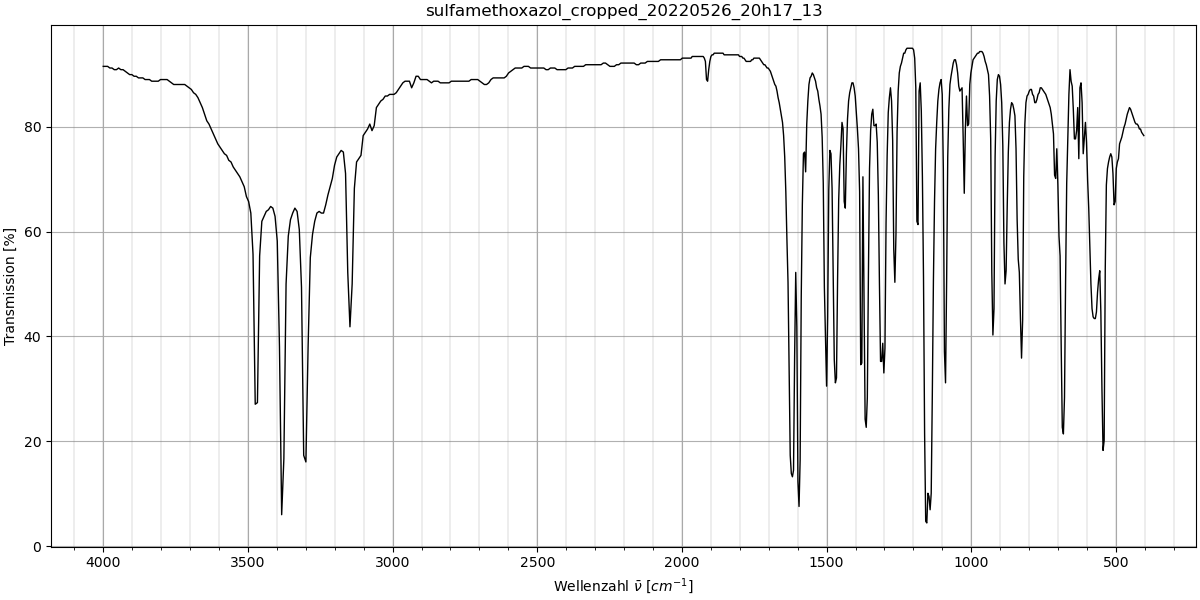 sulfamethoxazol_cropped_20220526_20h17_13
Transmission [%]
80
60
40
20
0
4000 3500 3000 2500 2000 1500 1000 500
Wellenzahl ν̄ [cm⁻¹]